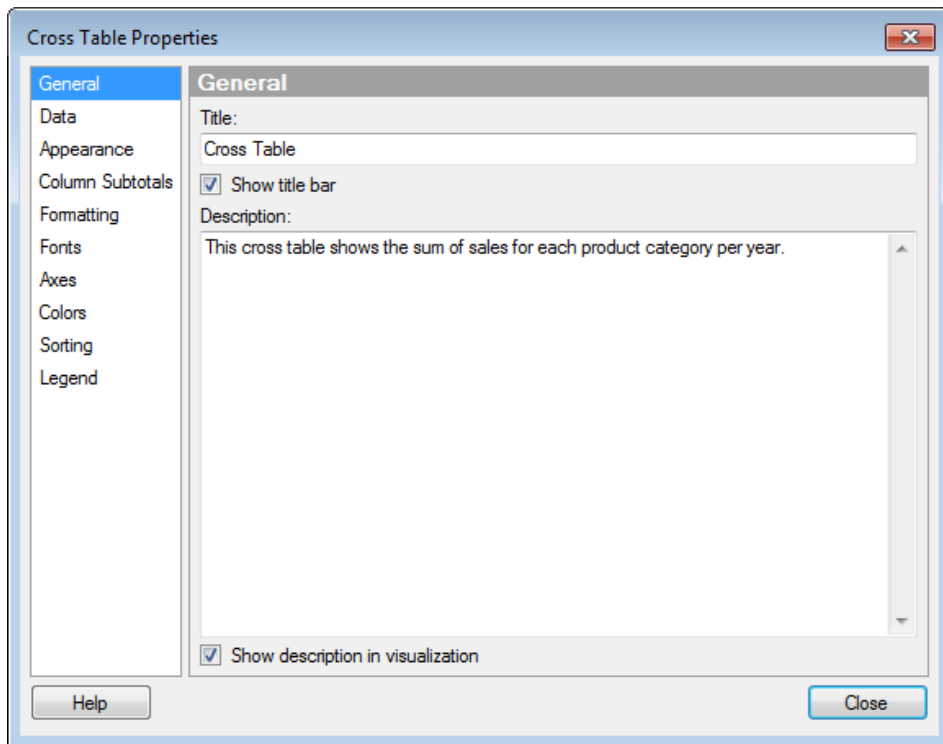 Cross Table Properties
General
Data
Appearance
Column Subtotals
Formatting
Fonts
Axes
Colors
Sorting
Legend
General
Title:
Cross Table
Show title bar
Description:
This cross table shows the sum of sales for each product category per year.
Show description in visualization
Help
Close